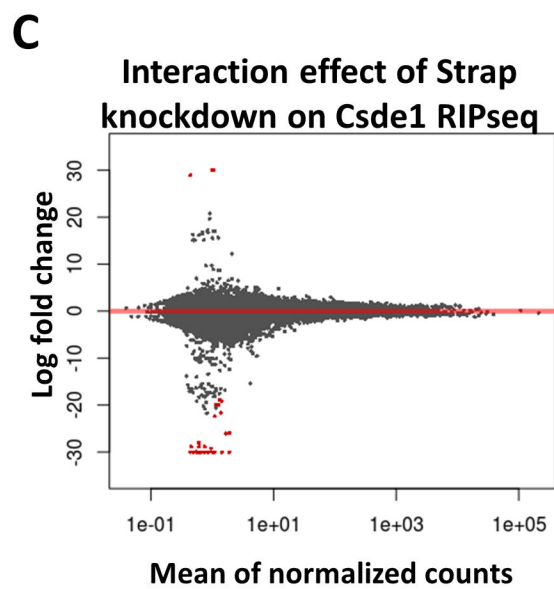 C
Interaction effect of Strap
knockdown on Csde1 RIPseq
Log fold change
30
20
10
0
-10
-20
-30
1e-01
1e+01
1e+03
1e+05
Mean of normalized counts